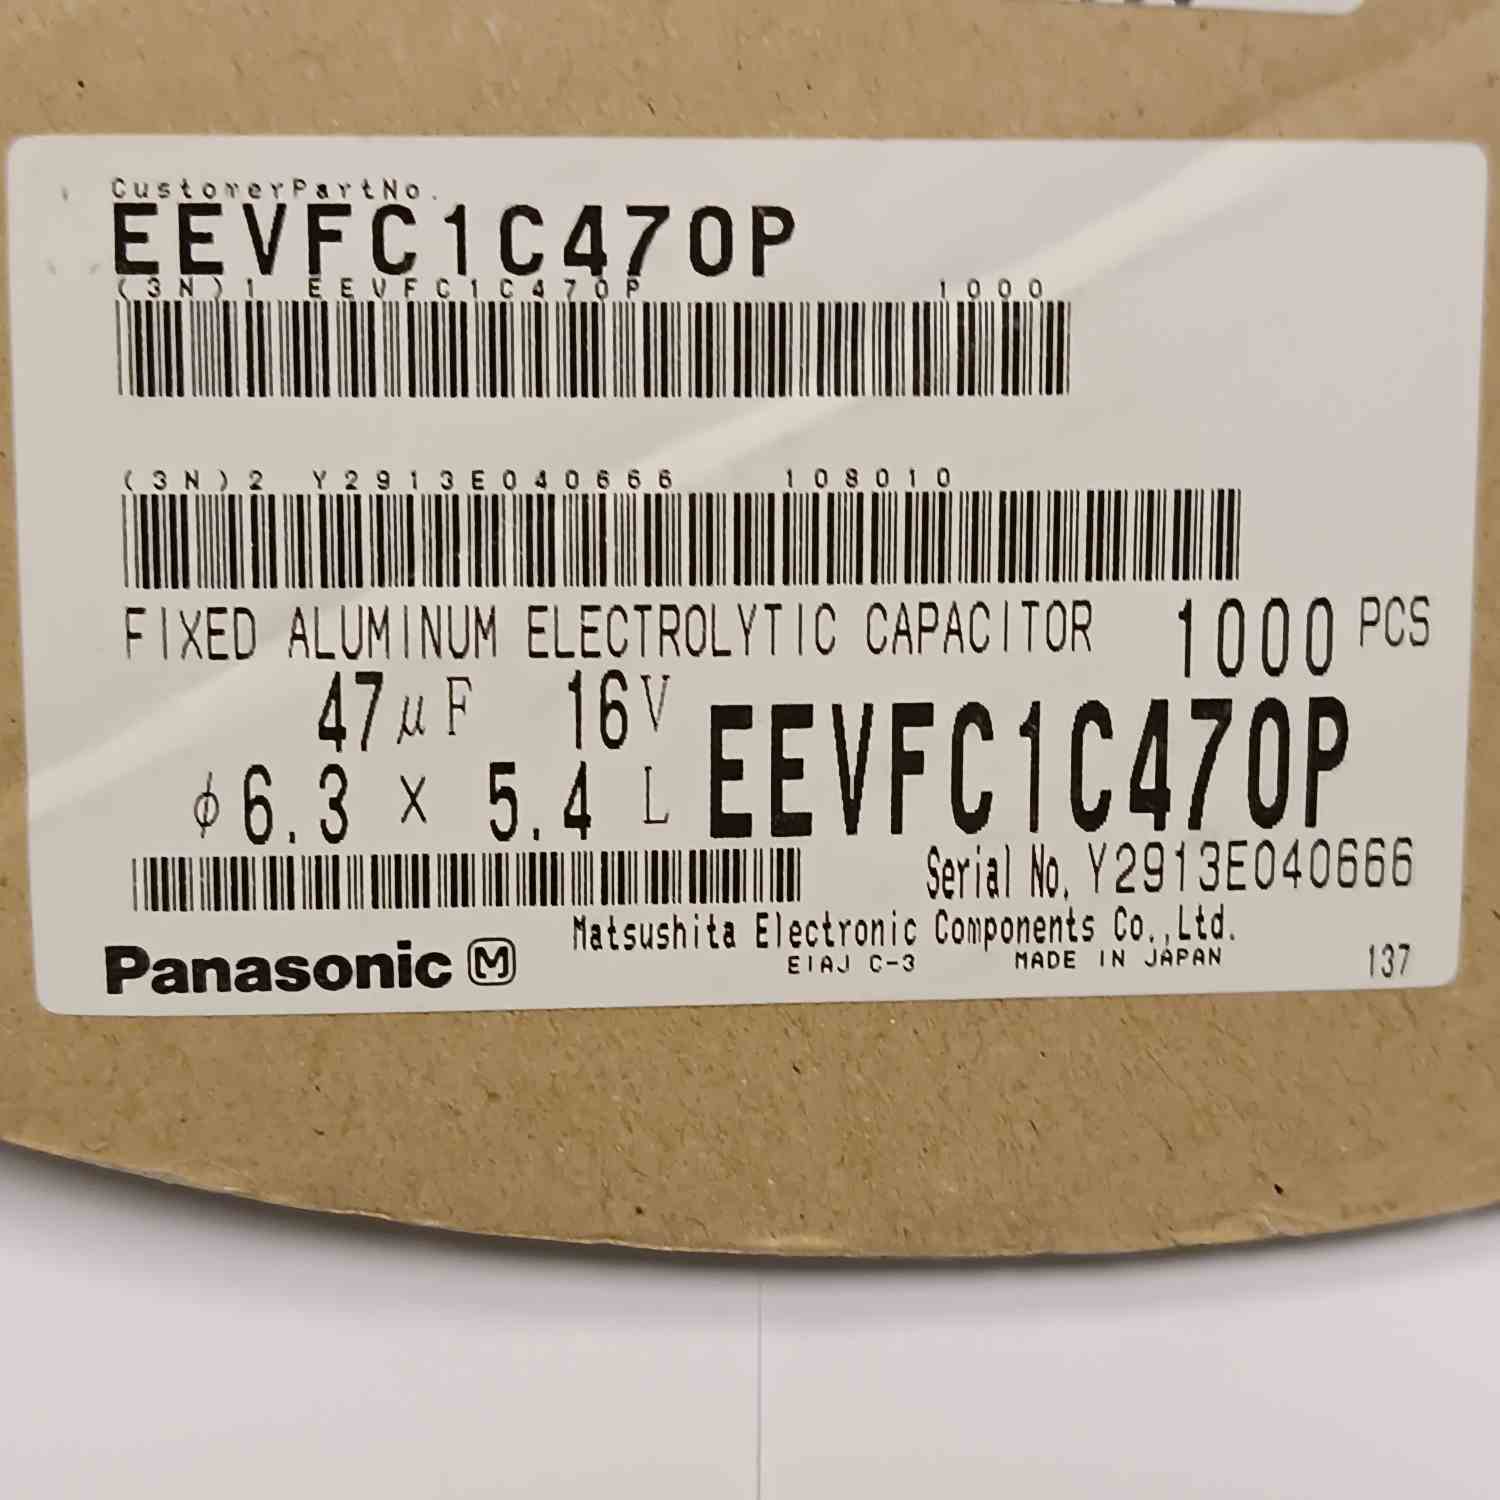 CustomerPartNo.
EEVFC1C470P
(3N)1 EEVFC1C470P 1000
(3N)2 Y2913E040666 108010
FIXED ALUMINUM ELECTROLYTIC CAPACITOR 1000 PCS
47μF 16V
EEVFC1C470P
φ6.3 × 5.4 L
Serial No. Y2913E040666
Matsushita Electronic Components Co.,Ltd.
Panasonic M
EIAJ C-3 MADE IN JAPAN 137